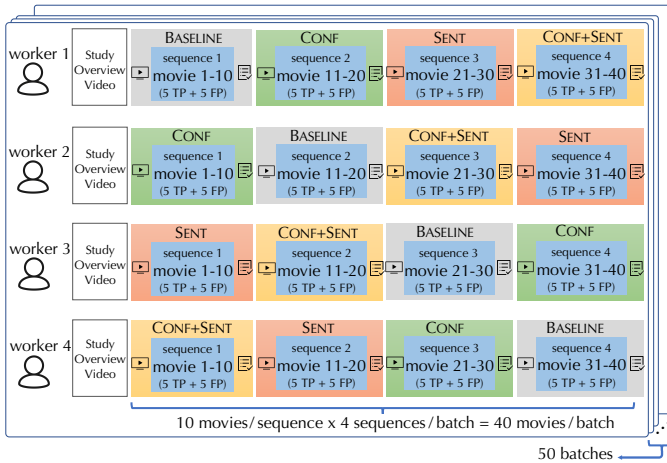 BASELINE CONF SENT CONF+SENT
worker 1
Study Overview Video
sequence 1 sequence 2 sequence 3 sequence 4
movie 1-10 movie 11-20 movie 21-30 movie 31-40
(5 TP + 5 FP) (5 TP + 5 FP) (5 TP + 5 FP) (5 TP + 5 FP)
CONF BASELINE CONF+SENT SENT
worker 2
Study Overview Video
sequence 1 sequence 2 sequence 3 sequence 4
movie 1-10 movie 11-20 movie 21-30 movie 31-40
(5 TP + 5 FP) (5 TP + 5 FP) (5 TP + 5 FP) (5 TP + 5 FP)
SENT CONF+SENT BASELINE CONF
worker 3
Study Overview Video
sequence 1 sequence 2 sequence 3 sequence 4
movie 1-10 movie 11-20 movie 21-30 movie 31-40
(5 TP + 5 FP) (5 TP + 5 FP) (5 TP + 5 FP) (5 TP + 5 FP)
CONF+SENT SENT CONF BASELINE
worker 4
Study Overview Video
sequence 1 sequence 2 sequence 3 sequence 4
movie 1-10 movie 11-20 movie 21-30 movie 31-40
(5 TP + 5 FP) (5 TP + 5 FP) (5 TP + 5 FP) (5 TP + 5 FP)
10 movies/sequence x 4 sequences/batch = 40 movies/batch
50 batches